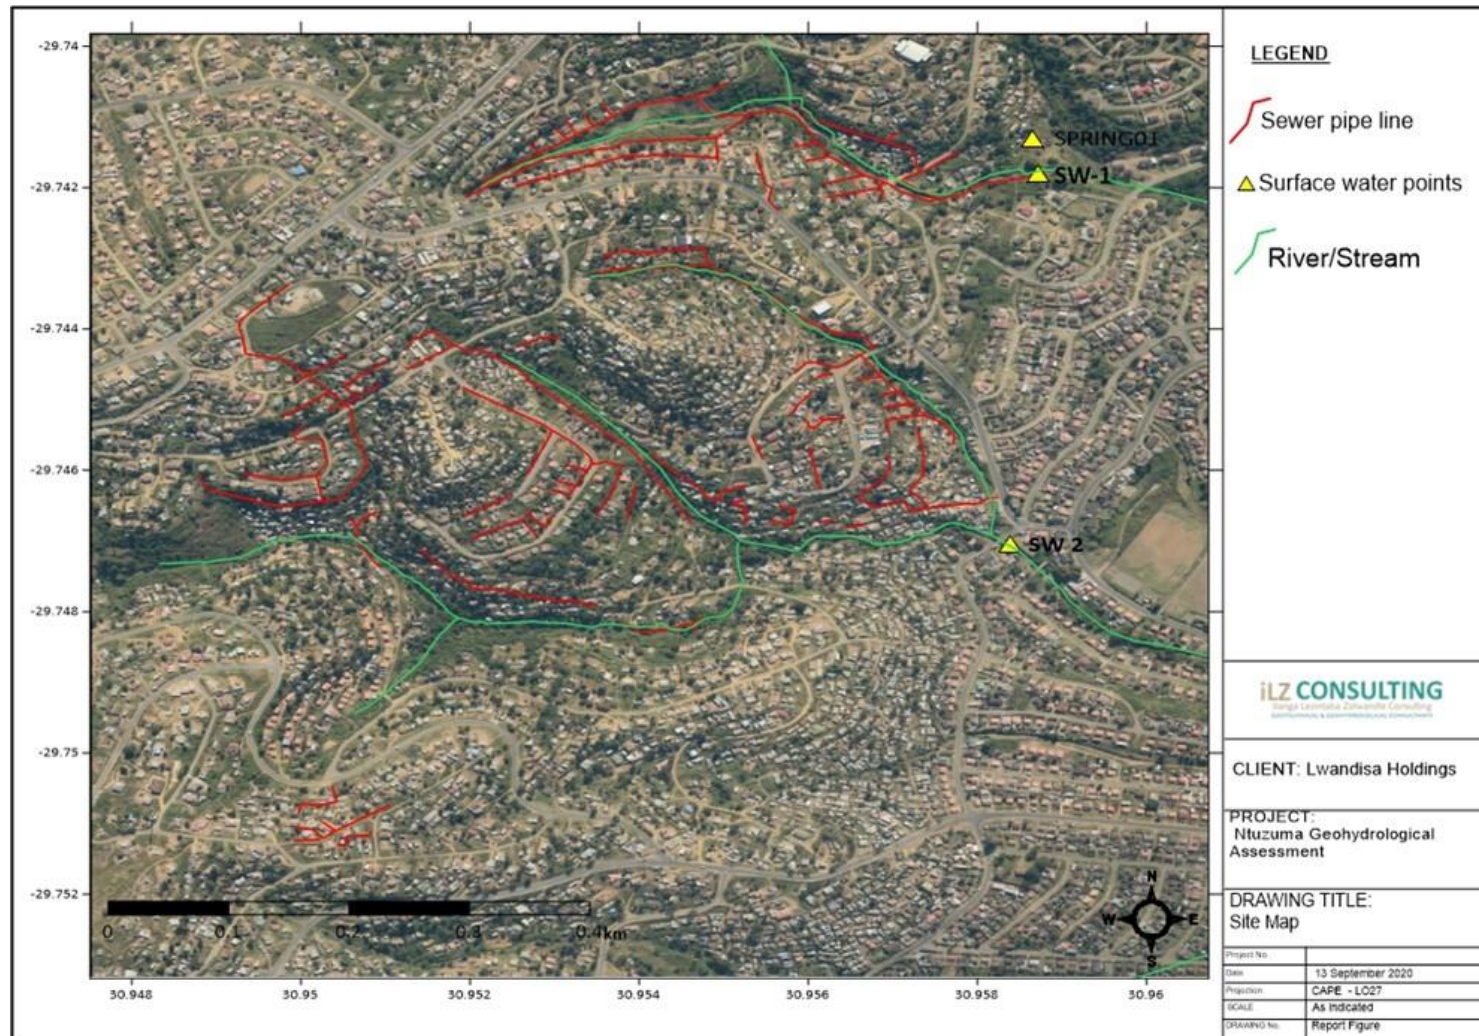 -29.74
-29.742
-29.744
-29.746
-29.748
-29.75
-29.752
SPRING01
SW-1
SW 2
0 0.1 0.2 0.3 0.4km
N
W E
S
30.948 30.95 30.952 30.954 30.956 30.958 30.96
LEGEND
Sewer pipe line
Surface water points
River/Stream
iLZ CONSULTING
GEOTECHNICAL & GEOHYDROLOGICAL CONSULTANTS
CLIENT: Lwandisa Holdings
PROJECT:
Ntuzuma Geohydrological
Assessment
DRAWING TITLE:
Site Map
Project No.
Date 13 September 2020
Projection CAPE - LO27
SCALE As Indicated
DRAWING No. Report Figure